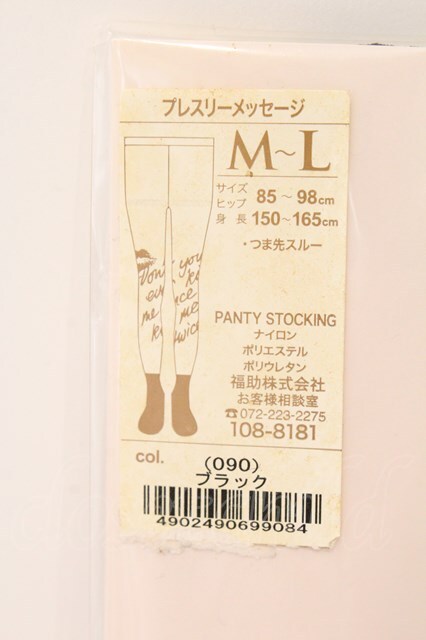 プレスリーメッセージ
M~L
サイズ
ヒップ 85~98cm
身長 150~165cm
・つま先スルー
PANTY STOCKING
ナイロン
ポリエステル
ポリウレタン
福助株式会社
お客様相談室
☎072-223-2275
108-8181
col. (090)
ブラック
4902490699084